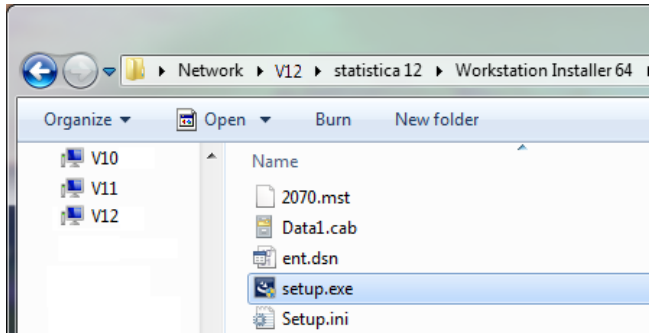 Network V12 statistica 12 Workstation Installer 64
Organize Open Burn New folder
V10
V11
V12
Name
2070.mst
Data1.cab
ent.dsn
setup.exe
Setup.ini